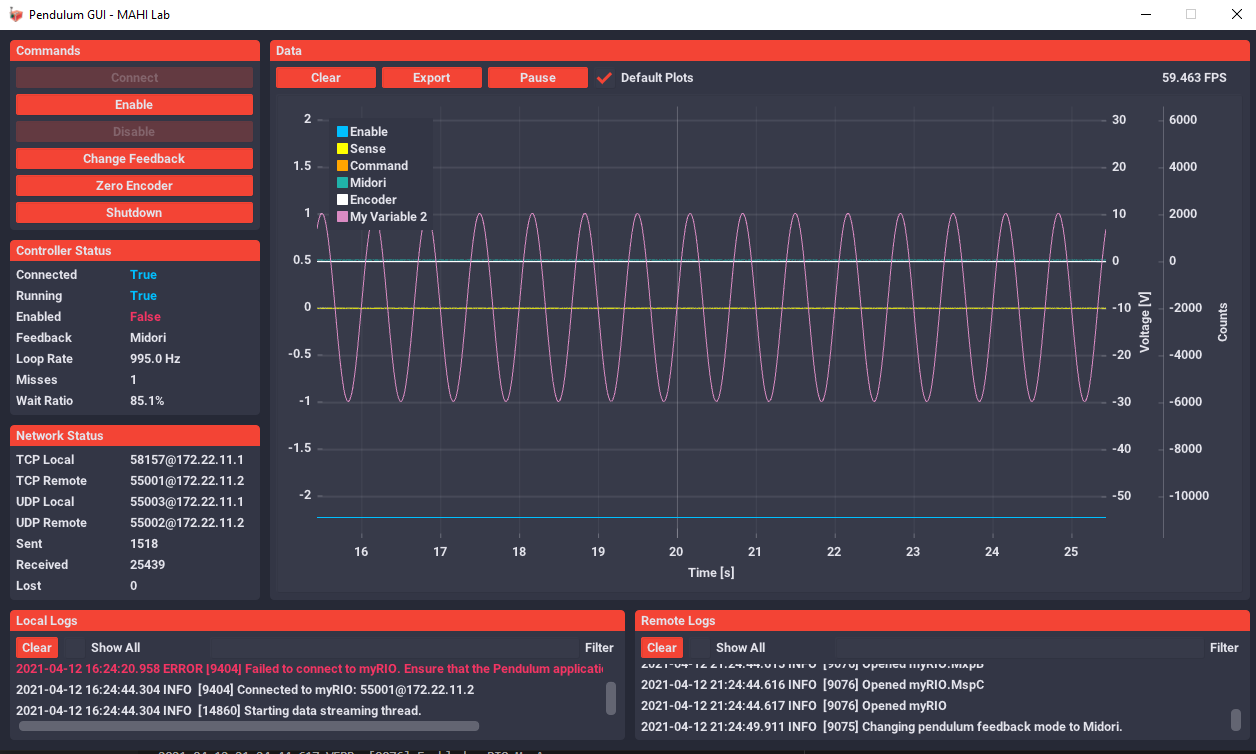 Pendulum GUI - MAHI Lab
Commands
Connect
Enable
Disable
Change Feedback
Zero Encoder
Shutdown
Controller Status
Connected True
Running True
Enabled False
Feedback Midori
Loop Rate 995.0 Hz
Misses 1
Wait Ratio 85.1%
Network Status
TCP Local 58157@172.22.11.1
TCP Remote 55001@172.22.11.2
UDP Local 55003@172.22.11.1
UDP Remote 55002@172.22.11.2
Sent 1518
Received 25439
Lost 0
Data
Clear Export Pause Default Plots 59.463 FPS
Enable
Sense
Command
Midori
Encoder
My Variable 2
2 30 6000
1.5 20 4000
1 10 2000
0.5 0 0
0 -10 -2000
-0.5 -20 -4000
-1 -30 -6000
-1.5 -40 -8000
-2 -50 -10000
Voltage [V]
Counts
16 17 18 19 20 21 22 23 24 25
Time [s]
Local Logs
Clear Show All Filter
2021-04-12 16:24:20.958 ERROR [9404] Failed to connect to myRIO. Ensure that the Pendulum applicatio
2021-04-12 16:24:44.304 INFO [9404] Connected to myRIO: 55001@172.22.11.2
2021-04-12 16:24:44.304 INFO [14860] Starting data streaming thread.
Remote Logs
Clear Show All Filter
2021-04-12 21:24:44.615 INFO [9076] Opened myRIO.MxpB
2021-04-12 21:24:44.616 INFO [9076] Opened myRIO.MspC
2021-04-12 21:24:44.617 INFO [9076] Opened myRIO
2021-04-12 21:24:49.911 INFO [9075] Changing pendulum feedback mode to Midori.